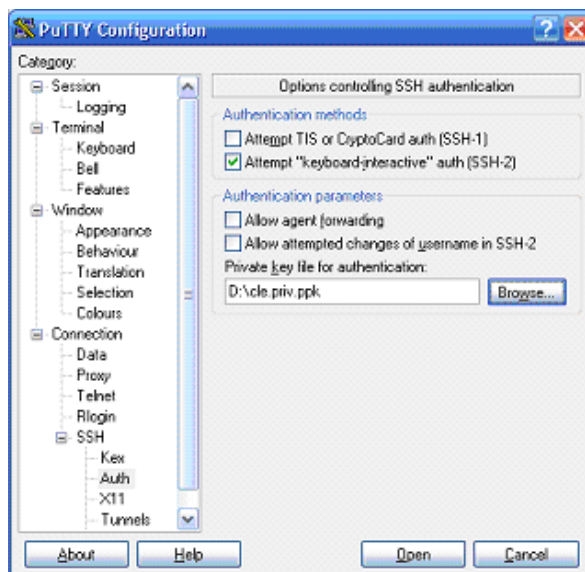 PuTTY Configuration
Category:
Session
Logging
Terminal
Keyboard
Bell
Features
Window
Appearance
Behaviour
Translation
Selection
Colours
Connection
Data
Proxy
Telnet
Rlogin
SSH
Kex
Auth
X11
Tunnels
Options controlling SSH authentication
Authentication methods
Attempt TIS or CryptoCard auth (SSH-1)
Attempt "keyboard-interactive" auth (SSH-2)
Authentication parameters
Allow agent forwarding
Allow attempted changes of username in SSH-2
Private key file for authentication:
D:\cle.priv.ppk
Browse...
About
Help
Open
Cancel